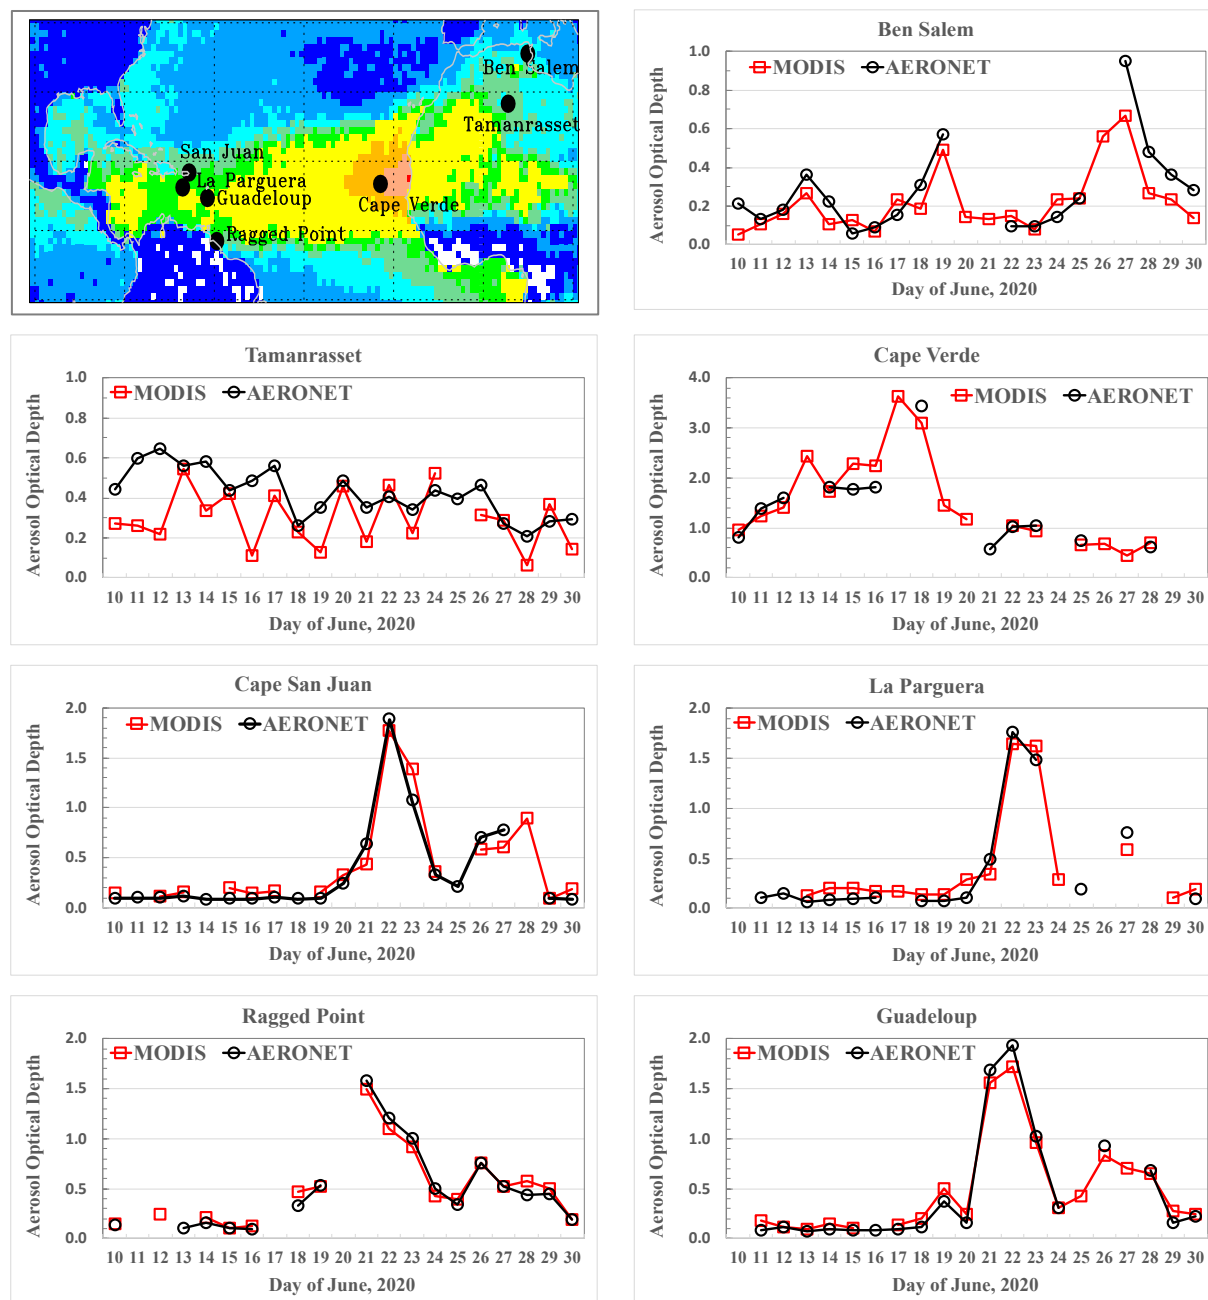 Ben Salem
Tamanrasset
San Juan
La Parguera
Guadeloup
Cape Verde
Ragged Point
Ben Salem
MODIS AERONET
Aerosol Optical Depth
1.0
0.8
0.6
0.4
0.2
0.0
10 11 12 13 14 15 16 17 18 19 20 21 22 23 24 25 26 27 28 29 30
Day of June, 2020
Tamanrasset
MODIS AERONET
Aerosol Optical Depth
1.0
0.8
0.6
0.4
0.2
0.0
10 11 12 13 14 15 16 17 18 19 20 21 22 23 24 25 26 27 28 29 30
Day of June, 2020
Cape Verde
MODIS AERONET
Aerosol Optical Depth
4.0
3.0
2.0
1.0
0.0
10 11 12 13 14 15 16 17 18 19 20 21 22 23 24 25 26 27 28 29 30
Day of June, 2020
Cape San Juan
MODIS AERONET
Aerosol Optical Depth
2.0
1.5
1.0
0.5
0.0
10 11 12 13 14 15 16 17 18 19 20 21 22 23 24 25 26 27 28 29 30
Day of June, 2020
La Parguera
MODIS AERONET
Aerosol Optical Depth
2.0
1.5
1.0
0.5
0.0
10 11 12 13 14 15 16 17 18 19 20 21 22 23 24 25 26 27 28 29 30
Day of June, 2020
Ragged Point
MODIS AERONET
Aerosol Optical Depth
2.0
1.5
1.0
0.5
0.0
10 11 12 13 14 15 16 17 18 19 20 21 22 23 24 25 26 27 28 29 30
Day of June, 2020
Guadeloup
MODIS AERONET
Aerosol Optical Depth
2.0
1.5
1.0
0.5
0.0
10 11 12 13 14 15 16 17 18 19 20 21 22 23 24 25 26 27 28 29 30
Day of June, 2020